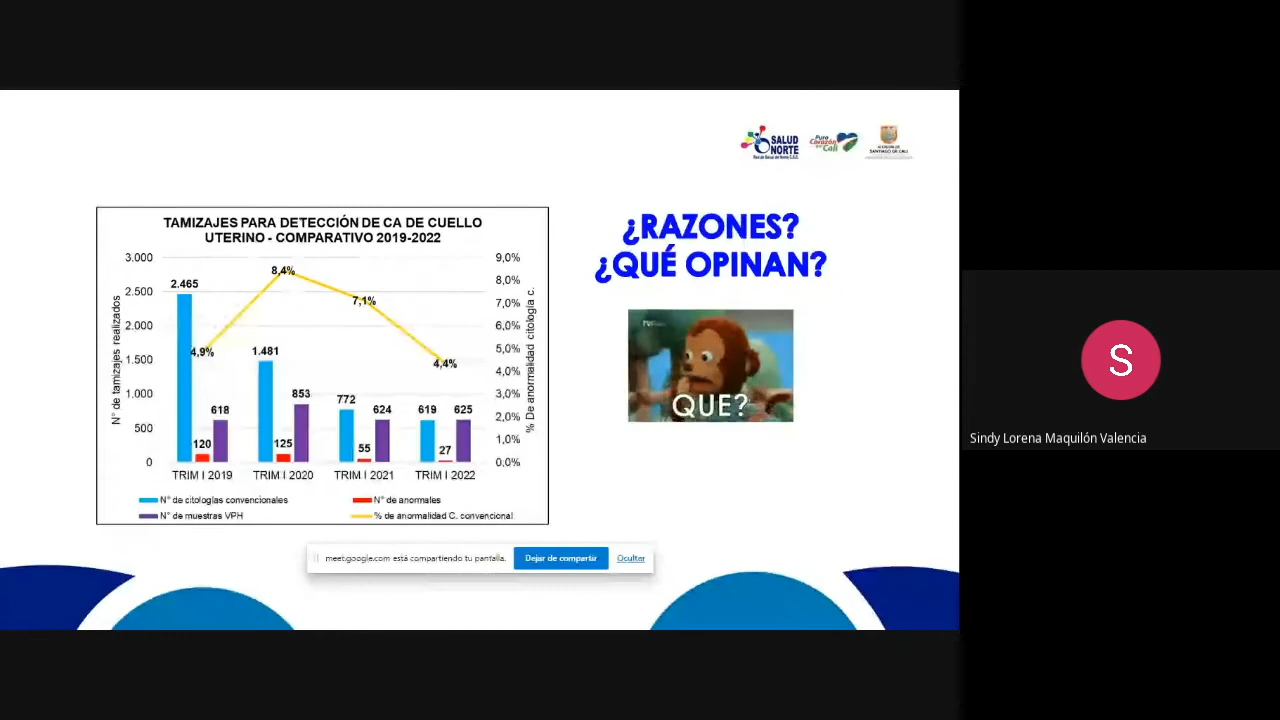 SALUD
NORTE
Red de Salud del Norte E.S.E.
Puro
Corazón
por Cali
ALCALDÍA DE
SANTIAGO DE CALI
TAMIZAJES PARA DETECCIÓN DE CA DE CUELLO
UTERINO - COMPARATIVO 2019-2022
N° de tamizajes realizados
3.000
2.500
2.000
1.500
1.000
500
0
2.465
120
618
1.481
125
853
772
55
624
619
27
625
4,9%
8,4%
7,1%
4,4%
9,0%
8,0%
7,0%
6,0%
5,0%
4,0%
3,0%
2,0%
1,0%
0,0%
% De anormalidad citología c.
TRIM I 2019
TRIM I 2020
TRIM I 2021
TRIM I 2022
N° de citologías convencionales
N° de anormales
N° de muestras VPH
% de anormalidad C. convencional
¿RAZONES?
¿QUÉ OPINAN?
QUE?
meet.google.com está compartiendo tu pantalla.
Dejar de compartir
Ocultar
S
Sindy Lorena Maquilón Valencia